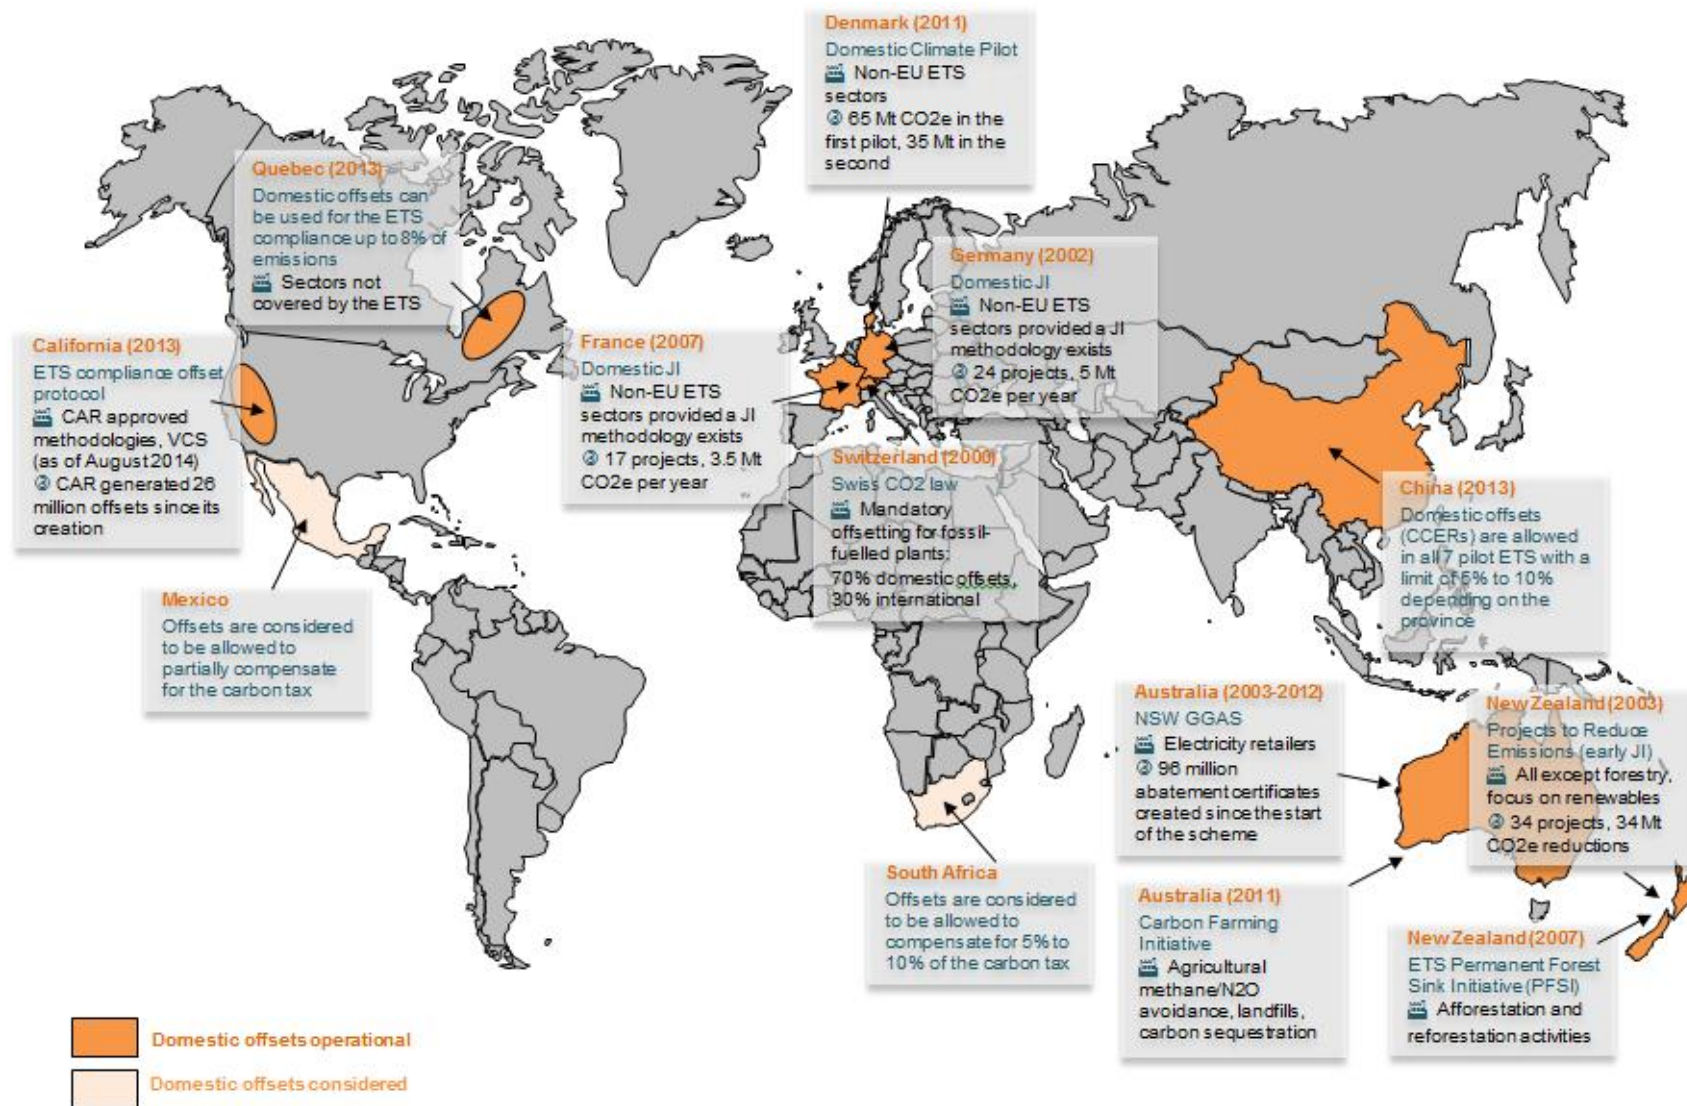 Denmark (2011)
Domestic Climate Pilot
Non-EU ETS
sectors
65 Mt CO2e in the
first pilot, 35 Mt in the
second
Quebec (2013)
Domestic offsets can
be used for the ETS
compliance up to 8% of
emissions
Sectors not
covered by the ETS
Germany (2002)
Domestic JI
Non-EU ETS
sectors provided a JI
methodology exists
24 projects, 5 Mt
CO2e per year
California (2013)
ETS compliance offset
protocol
CAR approved
methodologies, VCS
(as of August 2014)
CAR generated 26
million offsets since its
creation
France (2007)
Domestic JI
Non-EU ETS
sectors provided a JI
methodology exists
17 projects, 3.5 Mt
CO2e per year
Switzerland (2000)
Swiss CO2 law
Mandatory
offsetting for fossil-
fuelled plants:
70% domestic offsets,
30% international
China (2013)
Domestic offsets
(CCERs) are allowed
in all 7 pilot ETS with a
limit of 5% to 10%
depending on the
province
Mexico
Offsets are considered
to be allowed to
partially compensate
for the carbon tax
Australia (2003-2012)
NSW GGAS
Electricity retailers
96 million
abatement certificates
created since the start
of the scheme
New Zealand (2003)
Projects to Reduce
Emissions (early JI)
All except forestry,
focus on renewables
34 projects, 34 Mt
CO2e reductions
South Africa
Offsets are considered
to be allowed to
compensate for 5% to
10% of the carbon tax
Australia (2011)
Carbon Farming
Initiative
Agricultural
methane/N2O
avoidance, landfills,
carbon sequestration
New Zealand (2007)
ETS Permanent Forest
Sink Initiative (PFSI)
Afforestation and
reforestation activities
Domestic offsets operational
Domestic offsets considered